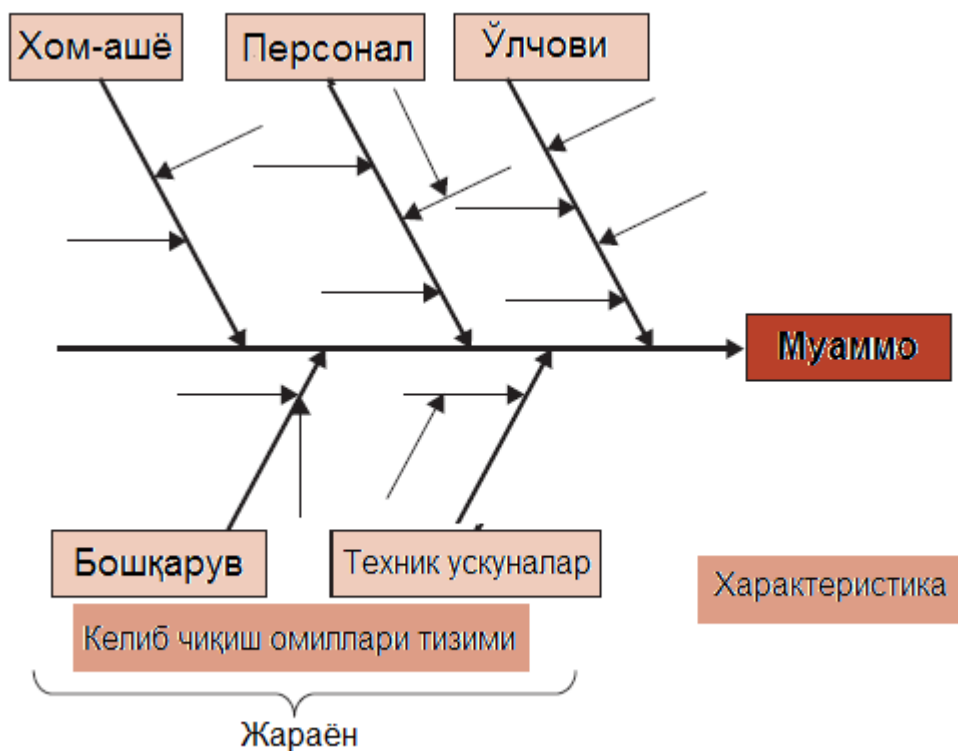 Хом-ашё
Персонал
Ўлчови
Муаммо
Бошқарув
Техник ускуналар
Характеристика
Келиб чиқиш омиллари тизими
Жараён